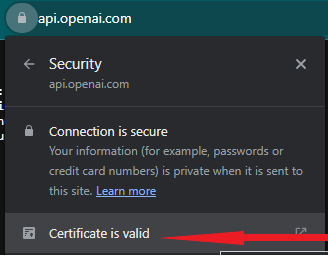 api.openai.com
Security
api.openai.com
Connection is secure
Your information (for example, passwords or
credit card numbers) is private when it is sent to
this site. Learn more
Certificate is valid